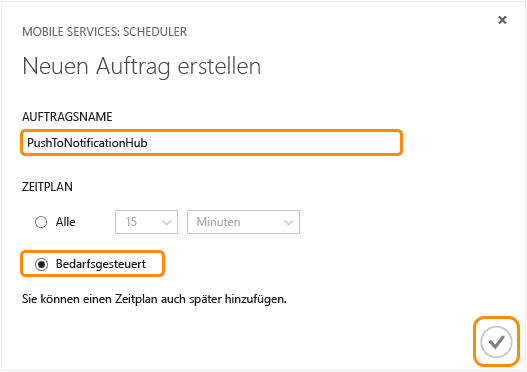 MOBILE SERVICES: SCHEDULER
Neuen Auftrag erstellen
AUFTRAGSNAME
PushToNotificationHub
ZEITPLAN
Alle 15 Minuten
Bedarfsgesteuert
Sie können einen Zeitplan auch später hinzufügen.